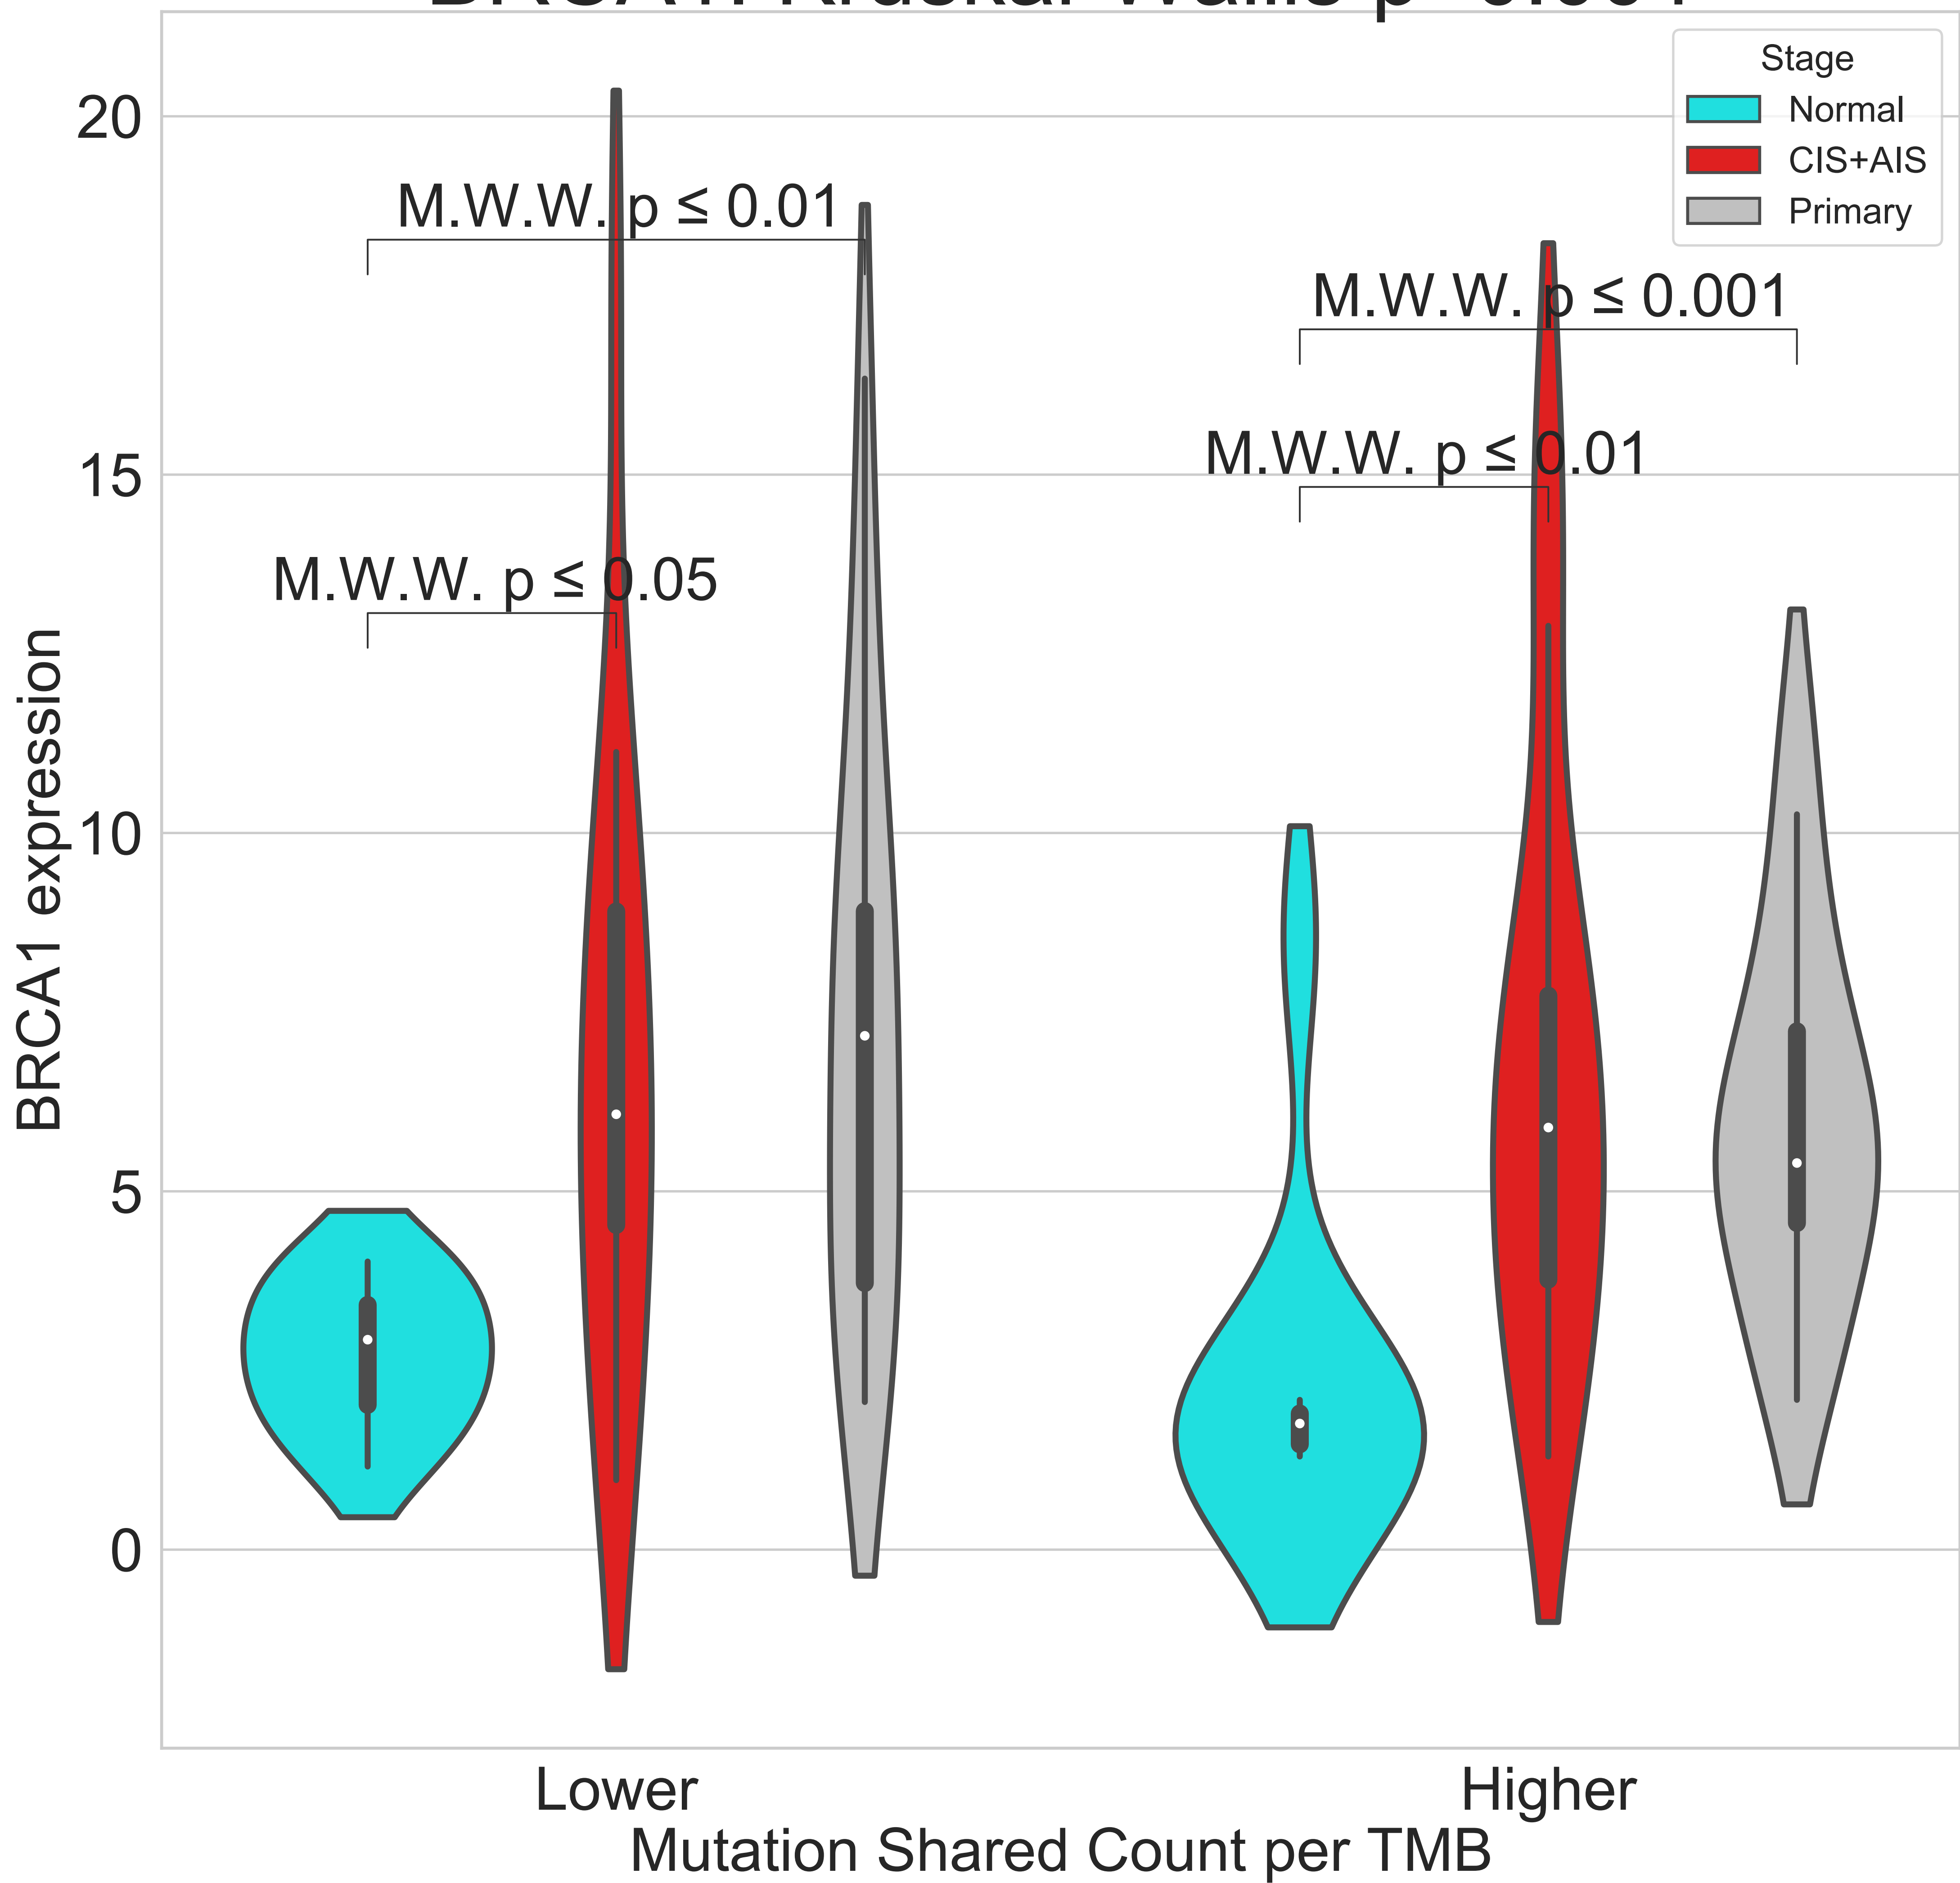 Stage
Normal
CIS+AIS
Primary
20
15
10
5
0
BRCA1 expression
M.W.W. p ≤ 0.01
M.W.W. p ≤ 0.001
M.W.W. p ≤ 0.01
M.W.W. p ≤ 0.05
Lower
Higher
Mutation Shared Count per TMB